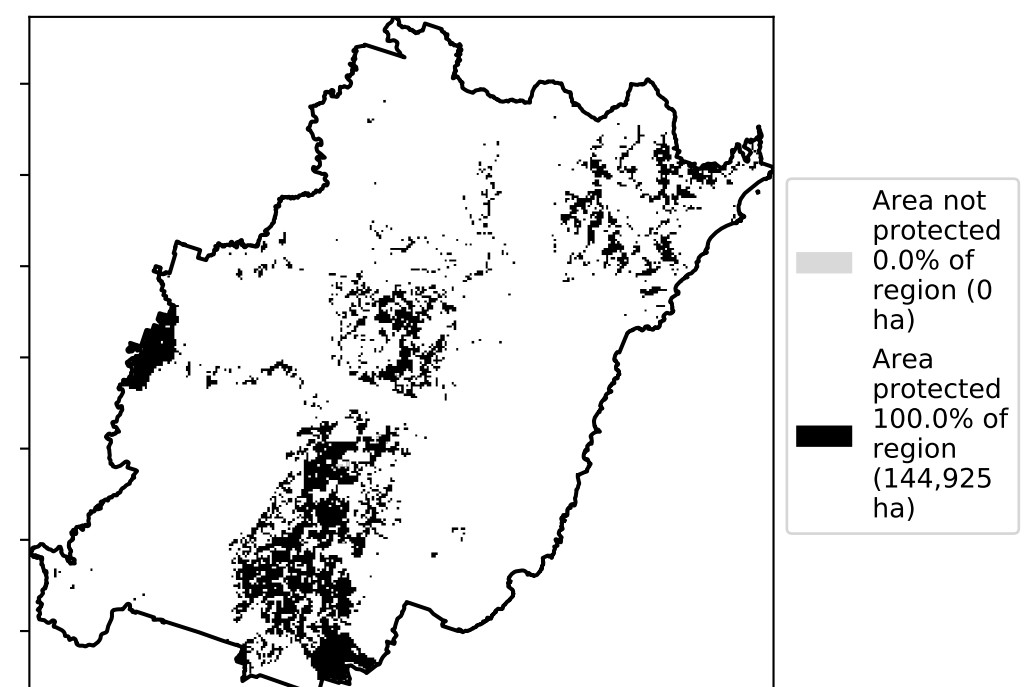 Area not
protected
0.0% of
region (0
ha)
Area
protected
100.0% of
region
(144,925
ha)